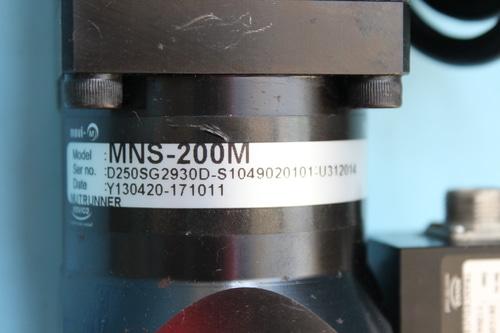 Model : MNS-200M
Ser no. : D250SG2930D-S1049020101-U312014
Date : Y130420-171011
NUTRUNNER